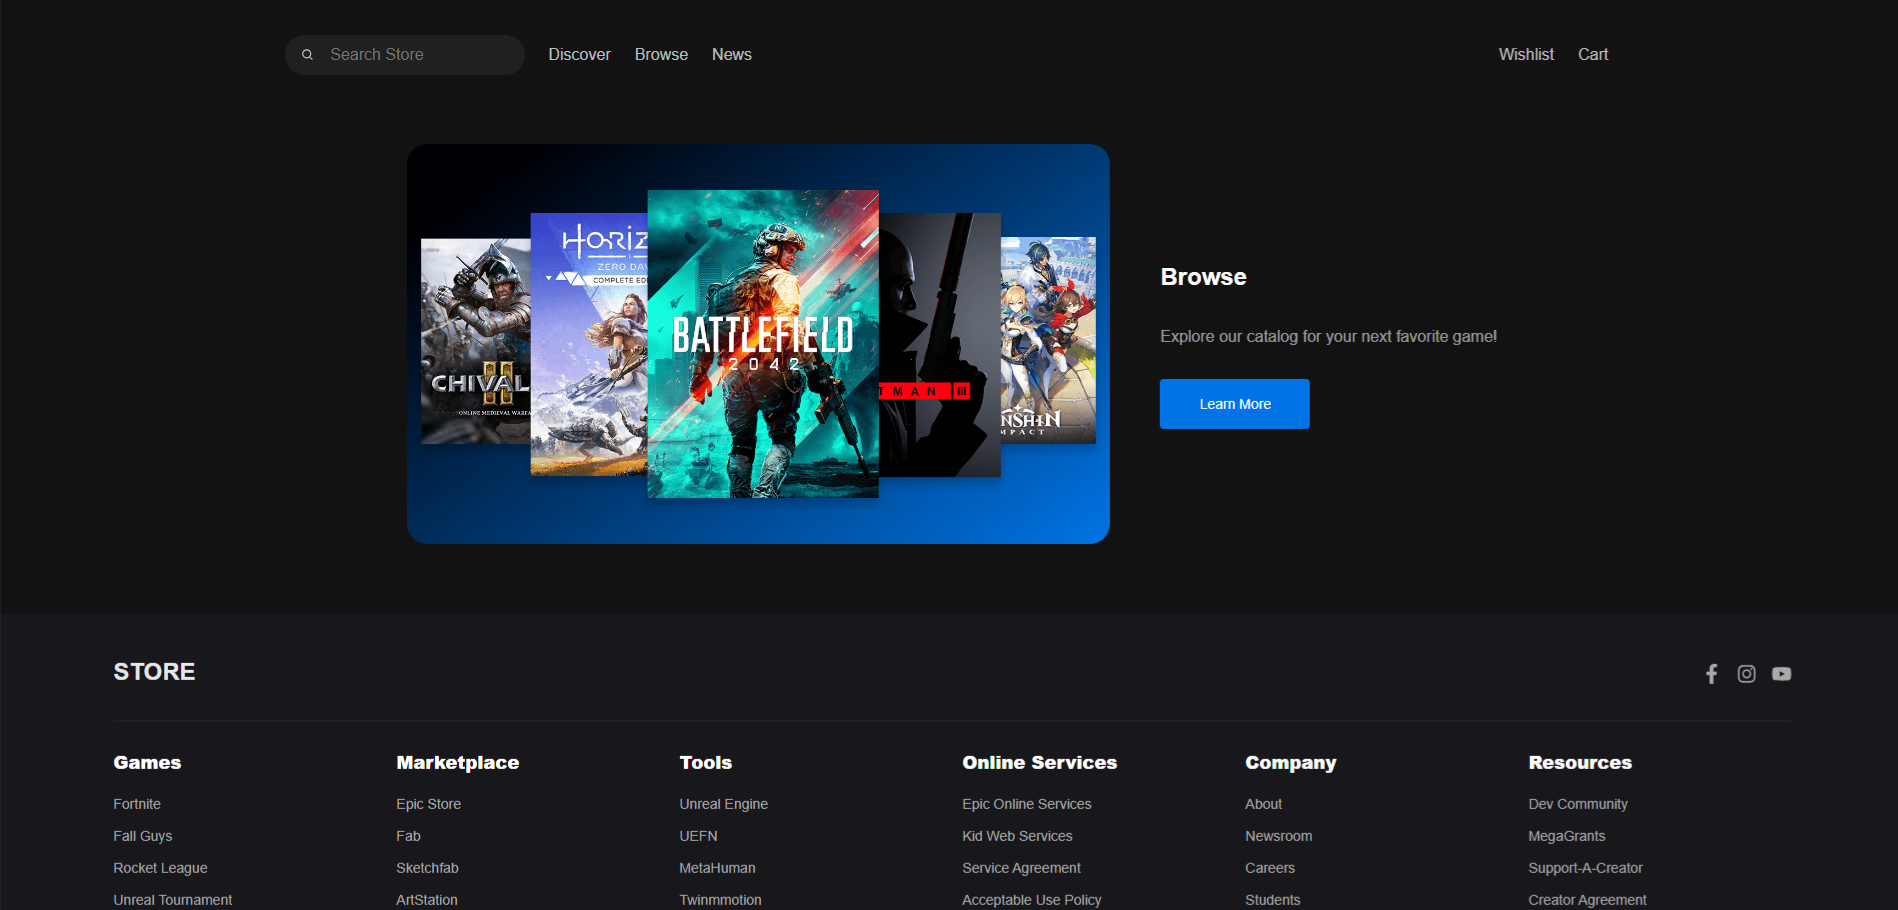 Search Store
Discover
Browse
News
Wishlist
Cart
HORIZ
ZERO DAW
COMPLETE EDI
BATTLEFIELD
2042
CHIVAL
II
ONLINE MEDIEVAL WARFA
TMAN III
NSHIN
MPACT
Browse
Explore our catalog for your next favorite game!
Learn More
STORE
Games
Marketplace
Tools
Online Services
Company
Resources
Fortnite
Epic Store
Unreal Engine
Epic Online Services
About
Dev Community
Fall Guys
Fab
UEFN
Kid Web Services
Newsroom
MegaGrants
Rocket League
Sketchfab
MetaHuman
Service Agreement
Careers
Support-A-Creator
Unreal Tournament
ArtStation
Twinmmotion
Acceptable Use Policy
Students
Creator Agreement